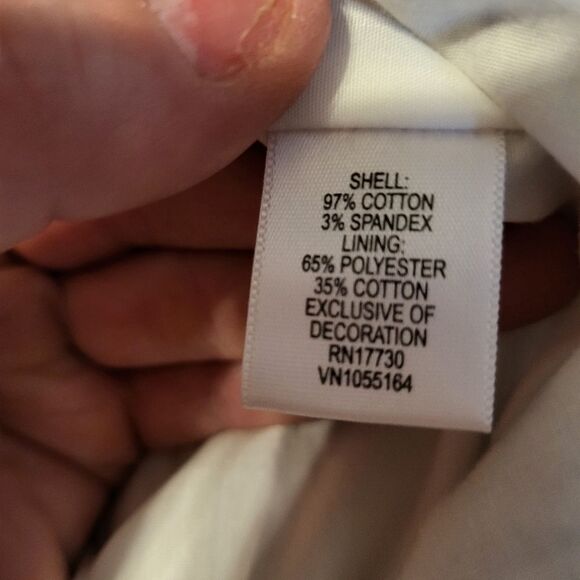 SHELL:
97% COTTON
3% SPANDEX
LINING:
65% POLYESTER
35% COTTON
EXCLUSIVE OF
DECORATION
RN17730
VN1055164